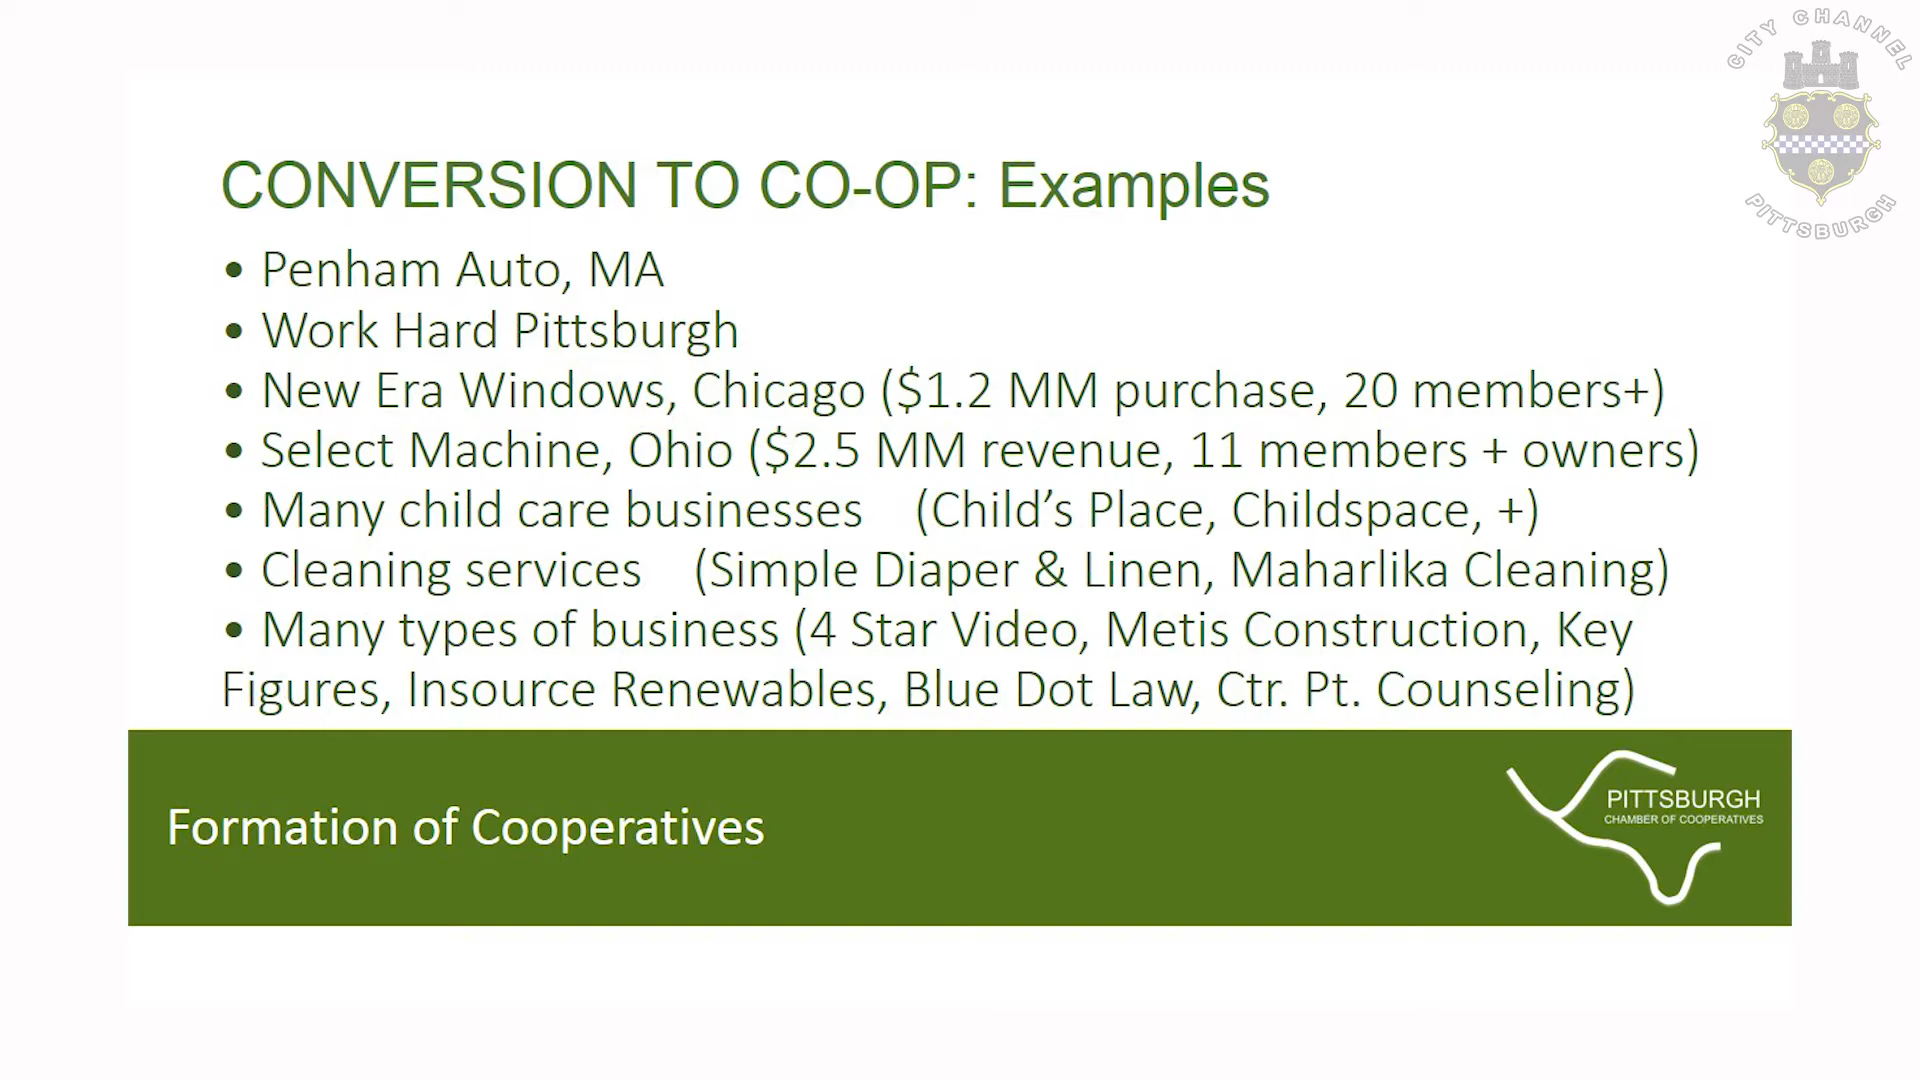 CITY CHANNEL
PITTSBURGH
CONVERSION TO CO-OP: Examples
• Penham Auto, MA
• Work Hard Pittsburgh
• New Era Windows, Chicago ($1.2 MM purchase, 20 members+)
• Select Machine, Ohio ($2.5 MM revenue, 11 members + owners)
• Many child care businesses (Child’s Place, Childspace, +)
• Cleaning services (Simple Diaper & Linen, Maharlika Cleaning)
• Many types of business (4 Star Video, Metis Construction, Key
Figures, Insource Renewables, Blue Dot Law, Ctr. Pt. Counseling)
Formation of Cooperatives
PITTSBURGH
CHAMBER OF COOPERATIVES